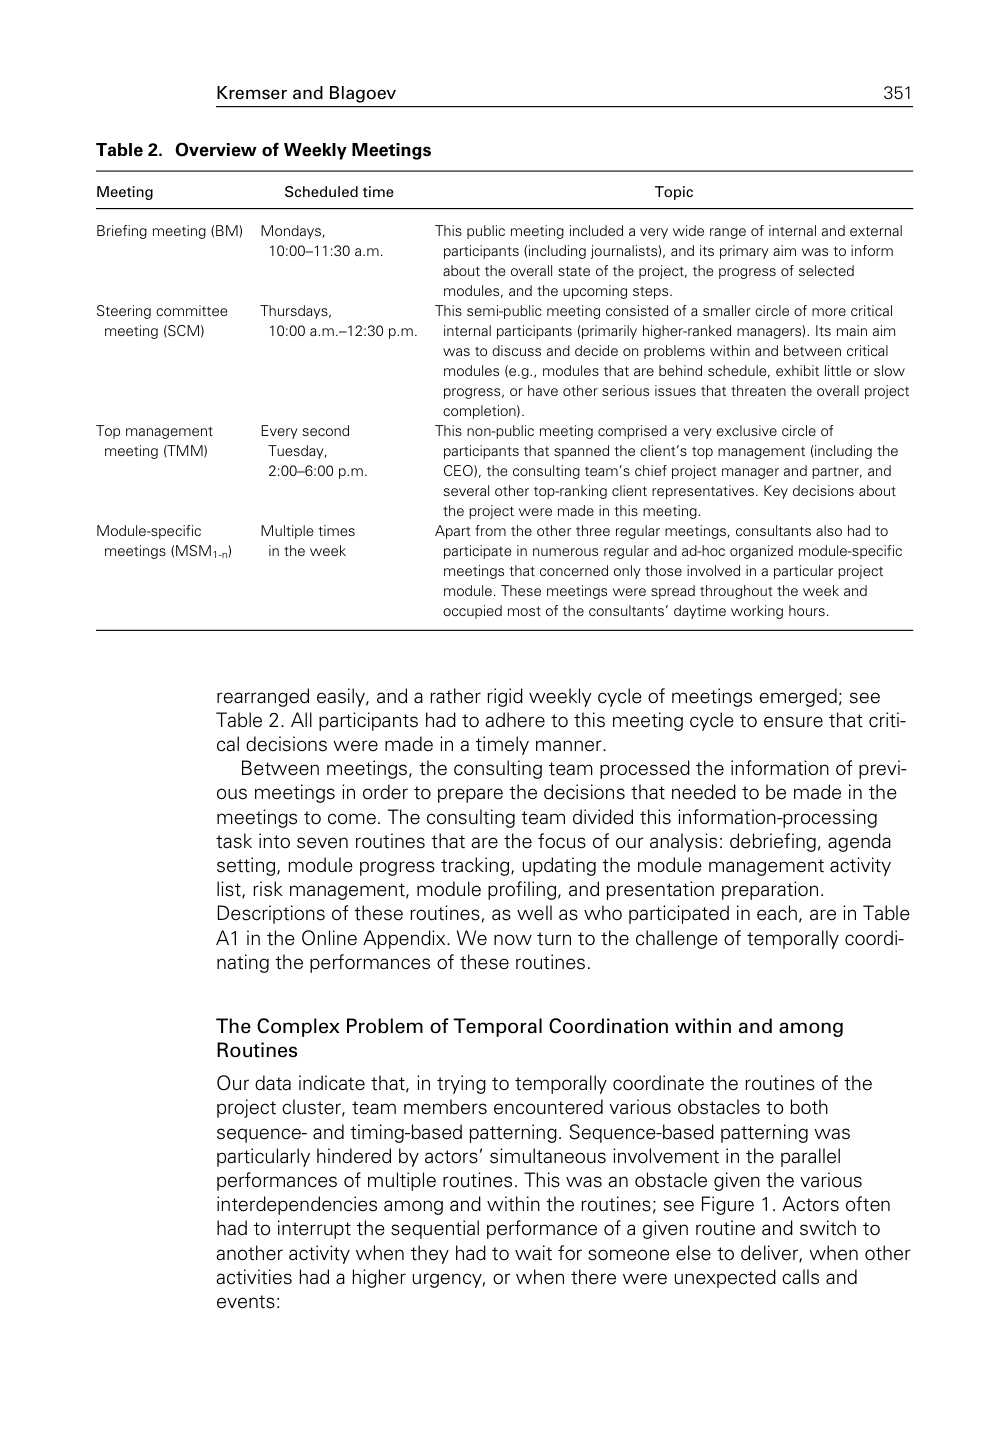 Kremser and Blagoev 351
Table 2. Overview of Weekly Meetings
Meeting Scheduled time Topic
Briefing meeting (BM) Mondays, This public meeting included a very wide range of internal and external
10:00–11:30 a.m. participants (including journalists), and its primary aim was to inform
about the overall state of the project, the progress of selected
modules, and the upcoming steps.
Steering committee Thursdays, This semi-public meeting consisted of a smaller circle of more critical
meeting (SCM) 10:00 a.m.–12:30 p.m. internal participants (primarily higher-ranked managers). Its main aim
was to discuss and decide on problems within and between critical
modules (e.g., modules that are behind schedule, exhibit little or slow
progress, or have other serious issues that threaten the overall project
completion).
Top management Every second This non-public meeting comprised a very exclusive circle of
meeting (TMM) Tuesday, participants that spanned the client's top management (including the
2:00–6:00 p.m. CEO), the consulting team's chief project manager and partner, and
several other top-ranking client representatives. Key decisions about
the project were made in this meeting.
Module-specific Multiple times Apart from the other three regular meetings, consultants also had to
meetings (MSM1-n) in the week participate in numerous regular and ad-hoc organized module-specific
meetings that concerned only those involved in a particular project
module. These meetings were spread throughout the week and
occupied most of the consultants' daytime working hours.
rearranged easily, and a rather rigid weekly cycle of meetings emerged; see
Table 2. All participants had to adhere to this meeting cycle to ensure that criti-
cal decisions were made in a timely manner.
Between meetings, the consulting team processed the information of previ-
ous meetings in order to prepare the decisions that needed to be made in the
meetings to come. The consulting team divided this information-processing
task into seven routines that are the focus of our analysis: debriefing, agenda
setting, module progress tracking, updating the module management activity
list, risk management, module profiling, and presentation preparation.
Descriptions of these routines, as well as who participated in each, are in Table
A1 in the Online Appendix. We now turn to the challenge of temporally coordi-
nating the performances of these routines.
The Complex Problem of Temporal Coordination within and among
Routines
Our data indicate that, in trying to temporally coordinate the routines of the
project cluster, team members encountered various obstacles to both
sequence- and timing-based patterning. Sequence-based patterning was
particularly hindered by actors' simultaneous involvement in the parallel
performances of multiple routines. This was an obstacle given the various
interdependencies among and within the routines; see Figure 1. Actors often
had to interrupt the sequential performance of a given routine and switch to
another activity when they had to wait for someone else to deliver, when other
activities had a higher urgency, or when there were unexpected calls and
events: